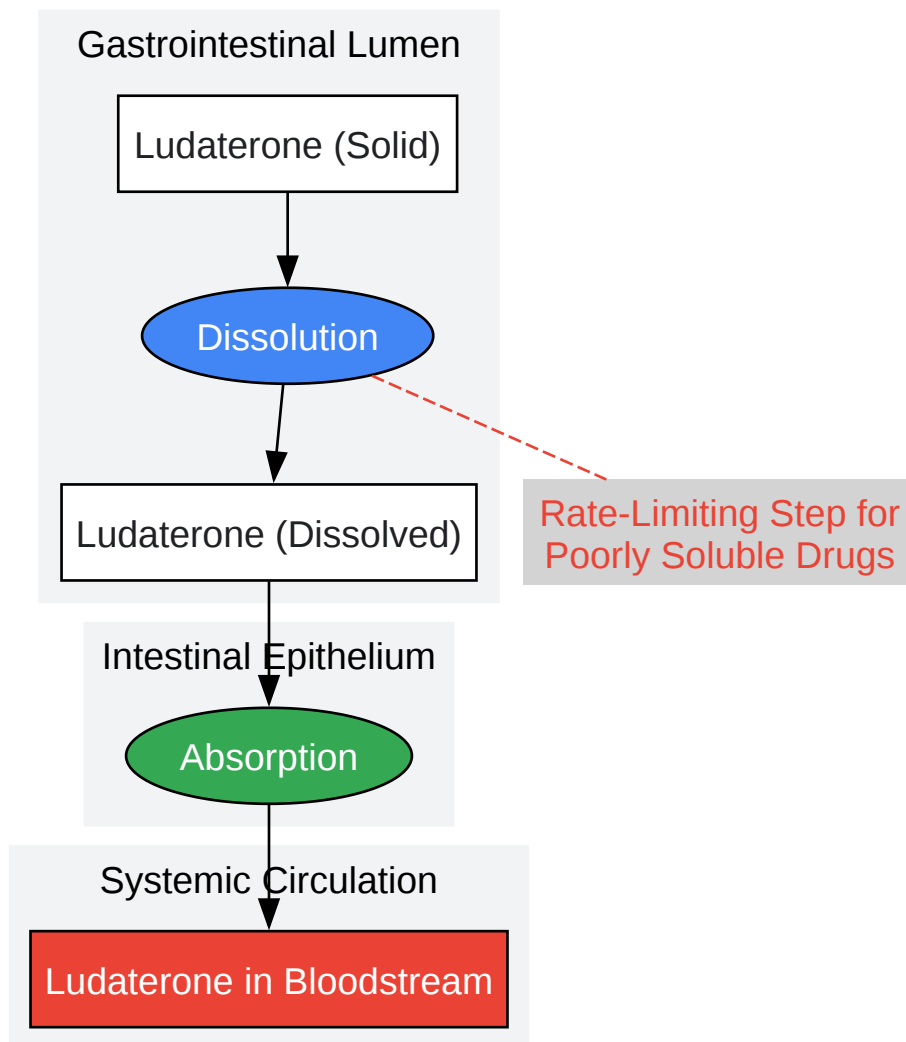 Gastrointestinal Lumen
Ludaterone (Solid)
Dissolution
Ludaterone (Dissolved)
Rate-Limiting Step for
Poorly Soluble Drugs
Intestinal Epithelium
Absorption
Systemic Circulation
Ludaterone in Bloodstream